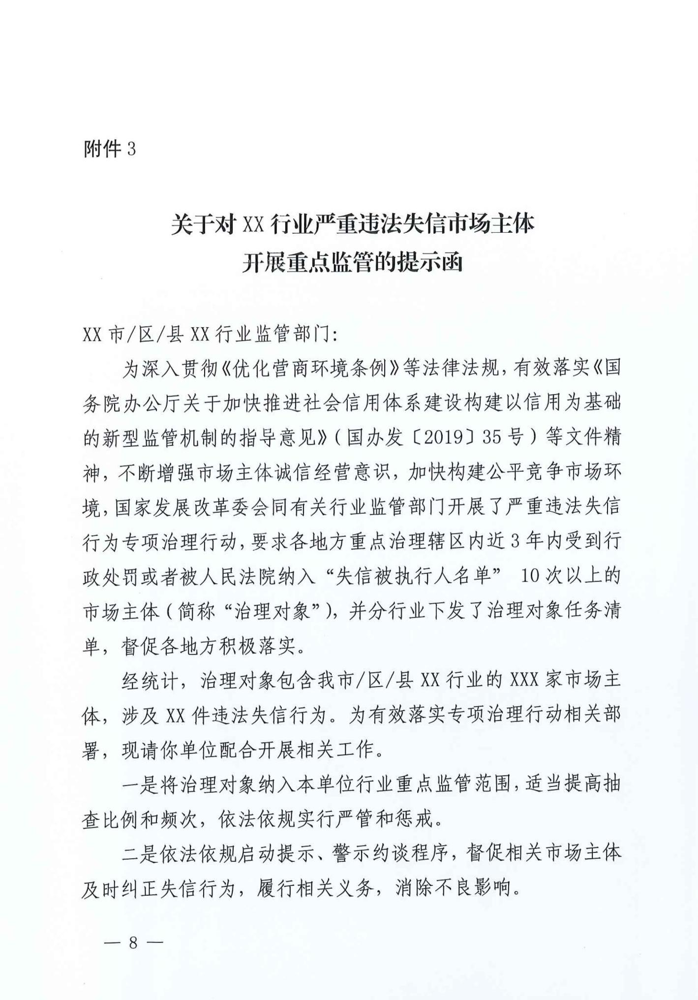 附件 3
关于对 XX 行业严重违法失信市场主体
开展重点监管的提示函
XX 市/区/县 XX 行业监管部门:
为深入贯彻《优化营商环境条例》等法律法规，有效落实《国
务院办公厅关于加快推进社会信用体系建设构建以信用为基础
的新型监管机制的指导意见》（国办发〔2019〕35 号）等文件精
神，不断增强市场主体诚信经营意识，加快构建公平竞争市场环
境，国家发展改革委会同有关行业监管部门开展了严重违法失信
行为专项治理行动，要求各地方重点治理辖区内近 3 年内受到行
政处罚或者被人民法院纳入“失信被执行人名单” 10 次以上的
市场主体（简称“治理对象”），并分行业下发了治理对象任务清
单，督促各地方积极落实。
经统计，治理对象包含我市/区/县 XX 行业的 XXX 家市场主
体，涉及 XX 件违法失信行为。为有效落实专项治理行动相关部
署，现请你单位配合开展相关工作。
一是将治理对象纳入本单位行业重点监管范围，适当提高抽
查比例和频次，依法依规实行严管和惩戒。
二是依法依规启动提示、警示约谈程序，督促相关市场主体
及时纠正失信行为，履行相关义务，消除不良影响。
— 8 —